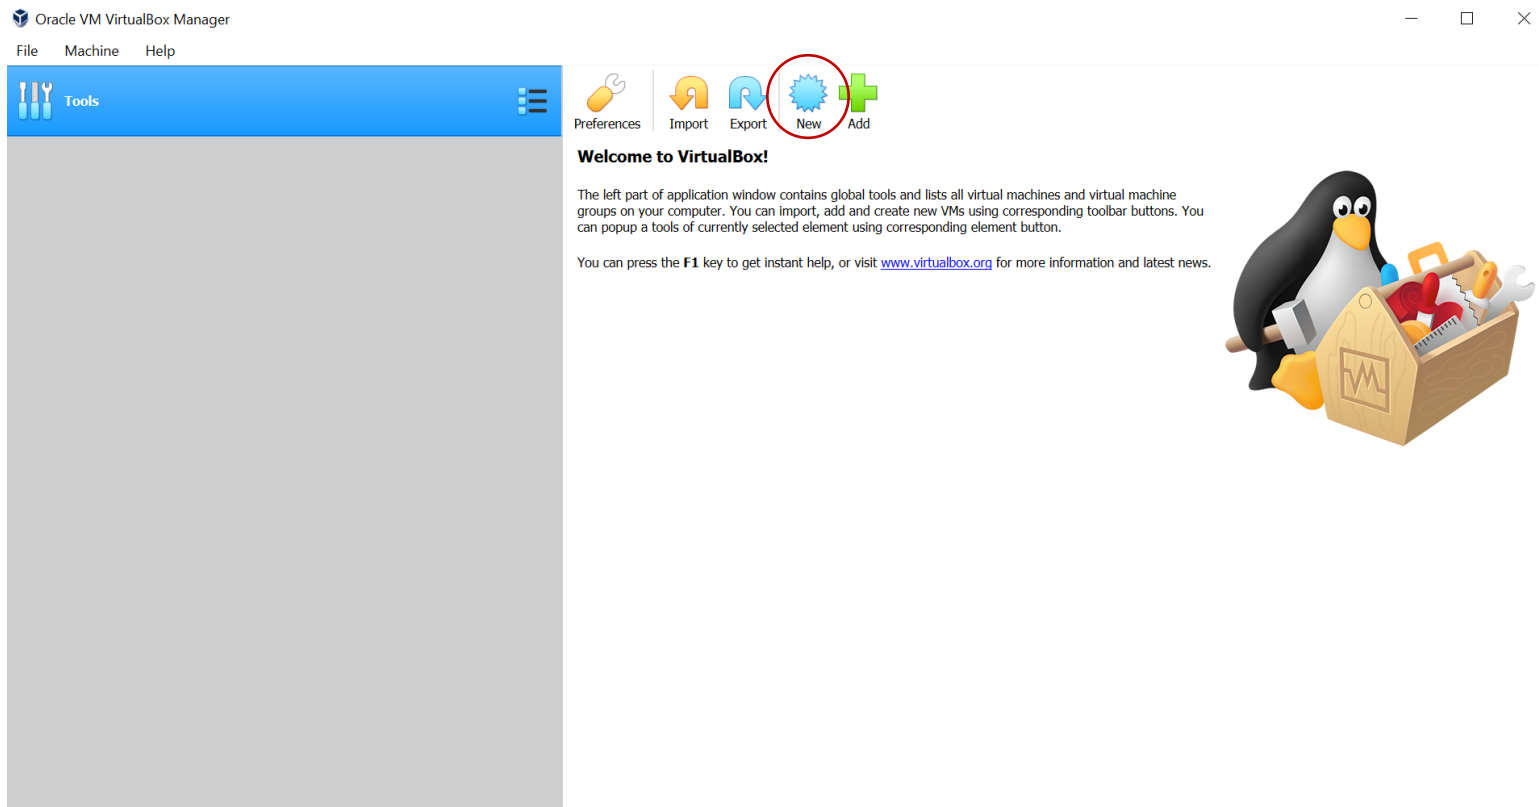 Oracle VM VirtualBox Manager
File Machine Help
Tools
Preferences Import Export New Add
Welcome to VirtualBox!
The left part of application window contains global tools and lists all virtual machines and virtual machine
groups on your computer. You can import, add and create new VMs using corresponding toolbar buttons. You
can popup a tools of currently selected element using corresponding element button.
You can press the F1 key to get instant help, or visit www.virtualbox.org for more information and latest news.